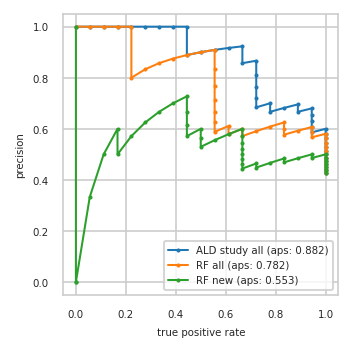 1.0
0.8
0.6
0.4
0.2
0.0
precision
ALD study all (aps: 0.882)
RF all (aps: 0.782)
RF new (aps: 0.553)
0.0 0.2 0.4 0.6 0.8 1.0
true positive rate